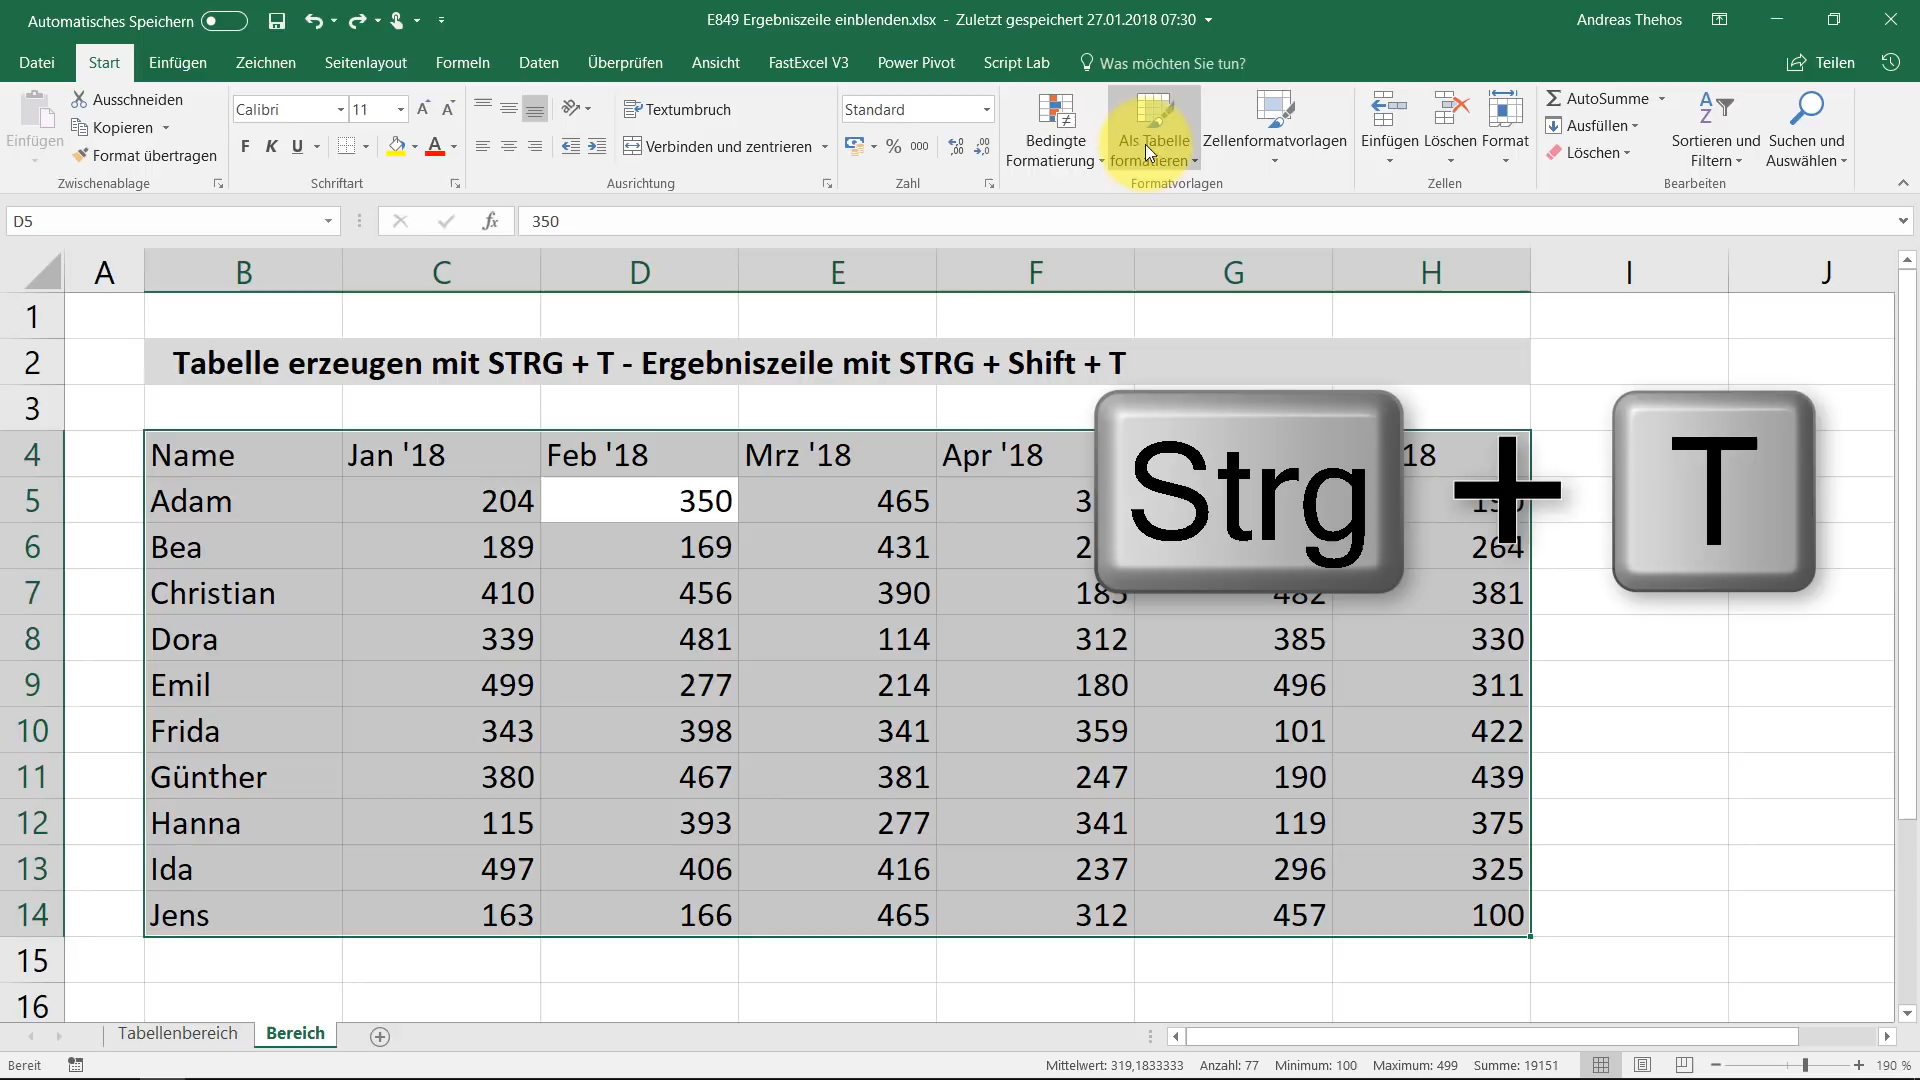 Automatisches Speichern
E849 Ergebniszeile einblenden.xlsx - Zuletzt gespeichert 27.01.2018 07:30
Andreas Thehos
Datei Start Einfügen Zeichnen Seitenlayout Formeln Daten Überprüfen Ansicht FastExcel V3 Power Pivot Script Lab Was möchten Sie tun? Teilen
Einfügen
Ausschneiden
Kopieren
Format übertragen
Zwischenablage
Calibri 11
F K U
Schriftart
Textumbruch
Verbinden und zentrieren
Ausrichtung
Standard
% 000
Zahl
Bedingte
Formatierung
Als Tabelle
formatieren
Zellenformatvorlagen
Formatvorlagen
Einfügen Löschen Format
Zellen
AutoSumme
Ausfüllen
Löschen
Sortieren und
Filtern
Suchen und
Auswählen
Bearbeiten
D5 fx 350
A B C D E F G H I J
1
2 Tabelle erzeugen mit STRG + T - Ergebniszeile mit STRG + Shift + T
3
4 Name Jan '18 Feb '18 Mrz '18 Apr '18 18
5 Adam 204 350 465 3
6 Bea 189 169 431 2 264
7 Christian 410 456 390 185 482 381
8 Dora 339 481 114 312 385 330
9 Emil 499 277 214 180 496 311
10 Frida 343 398 341 359 101 422
11 Günther 380 467 381 247 190 439
12 Hanna 115 393 277 341 119 375
13 Ida 497 406 416 237 296 325
14 Jens 163 166 465 312 457 100
15
16
Strg + T
Tabellenbereich Bereich
Bereit
Mittelwert: 319,1833333 Anzahl: 77 Minimum: 100 Maximum: 499 Summe: 19151
190 %